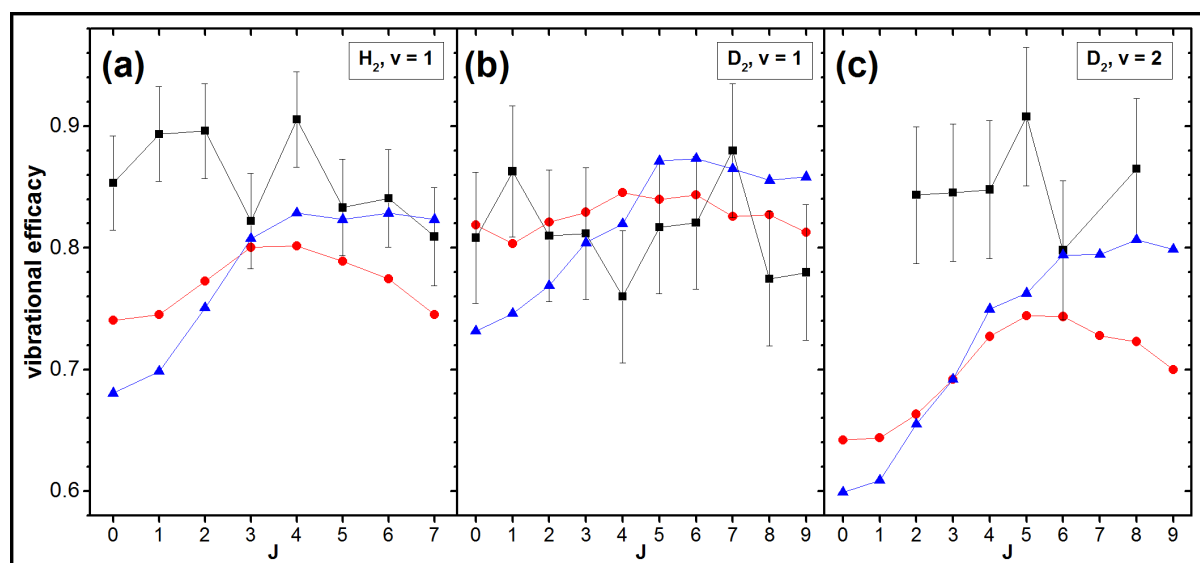 (a)
H₂, v = 1
(b)
D₂, v = 1
(c)
D₂, v = 2
vibrational efficacy
0.9
0.8
0.7
0.6
0 1 2 3 4 5 6 7
0 1 2 3 4 5 6 7 8 9
0 1 2 3 4 5 6 7 8 9
J
J
J